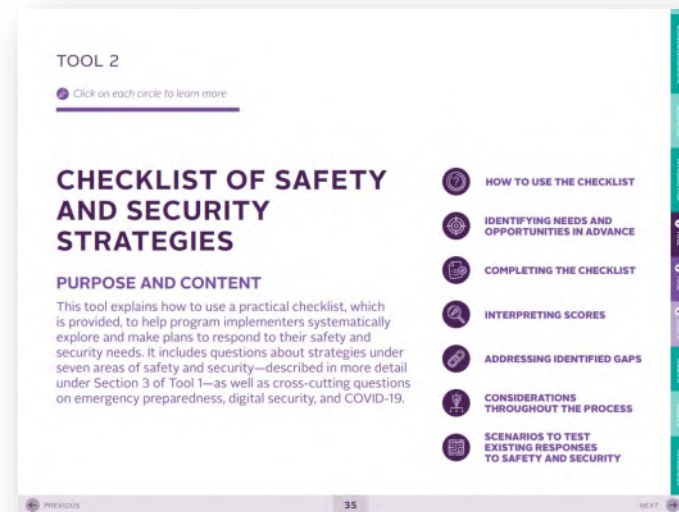 TOOL 2
Click on each circle to learn more
CHECKLIST OF SAFETY
AND SECURITY
STRATEGIES
PURPOSE AND CONTENT
This tool explains how to use a practical checklist, which
is provided, to help program implementers systematically
explore and make plans to respond to their safety and
security needs. It includes questions about strategies under
seven areas of safety and security—described in more detail
under Section 3 of Tool 1—as well as cross-cutting questions
on emergency preparedness, digital security, and COVID-19.
HOW TO USE THE CHECKLIST
IDENTIFYING NEEDS AND
OPPORTUNITIES IN ADVANCE
COMPLETING THE CHECKLIST
INTERPRETING SCORES
ADDRESSING IDENTIFIED GAPS
CONSIDERATIONS
THROUGHOUT THE PROCESS
SCENARIOS TO TEST
EXISTING RESPONSES
TO SAFETY AND SECURITY
PREVIOUS
35
NEXT